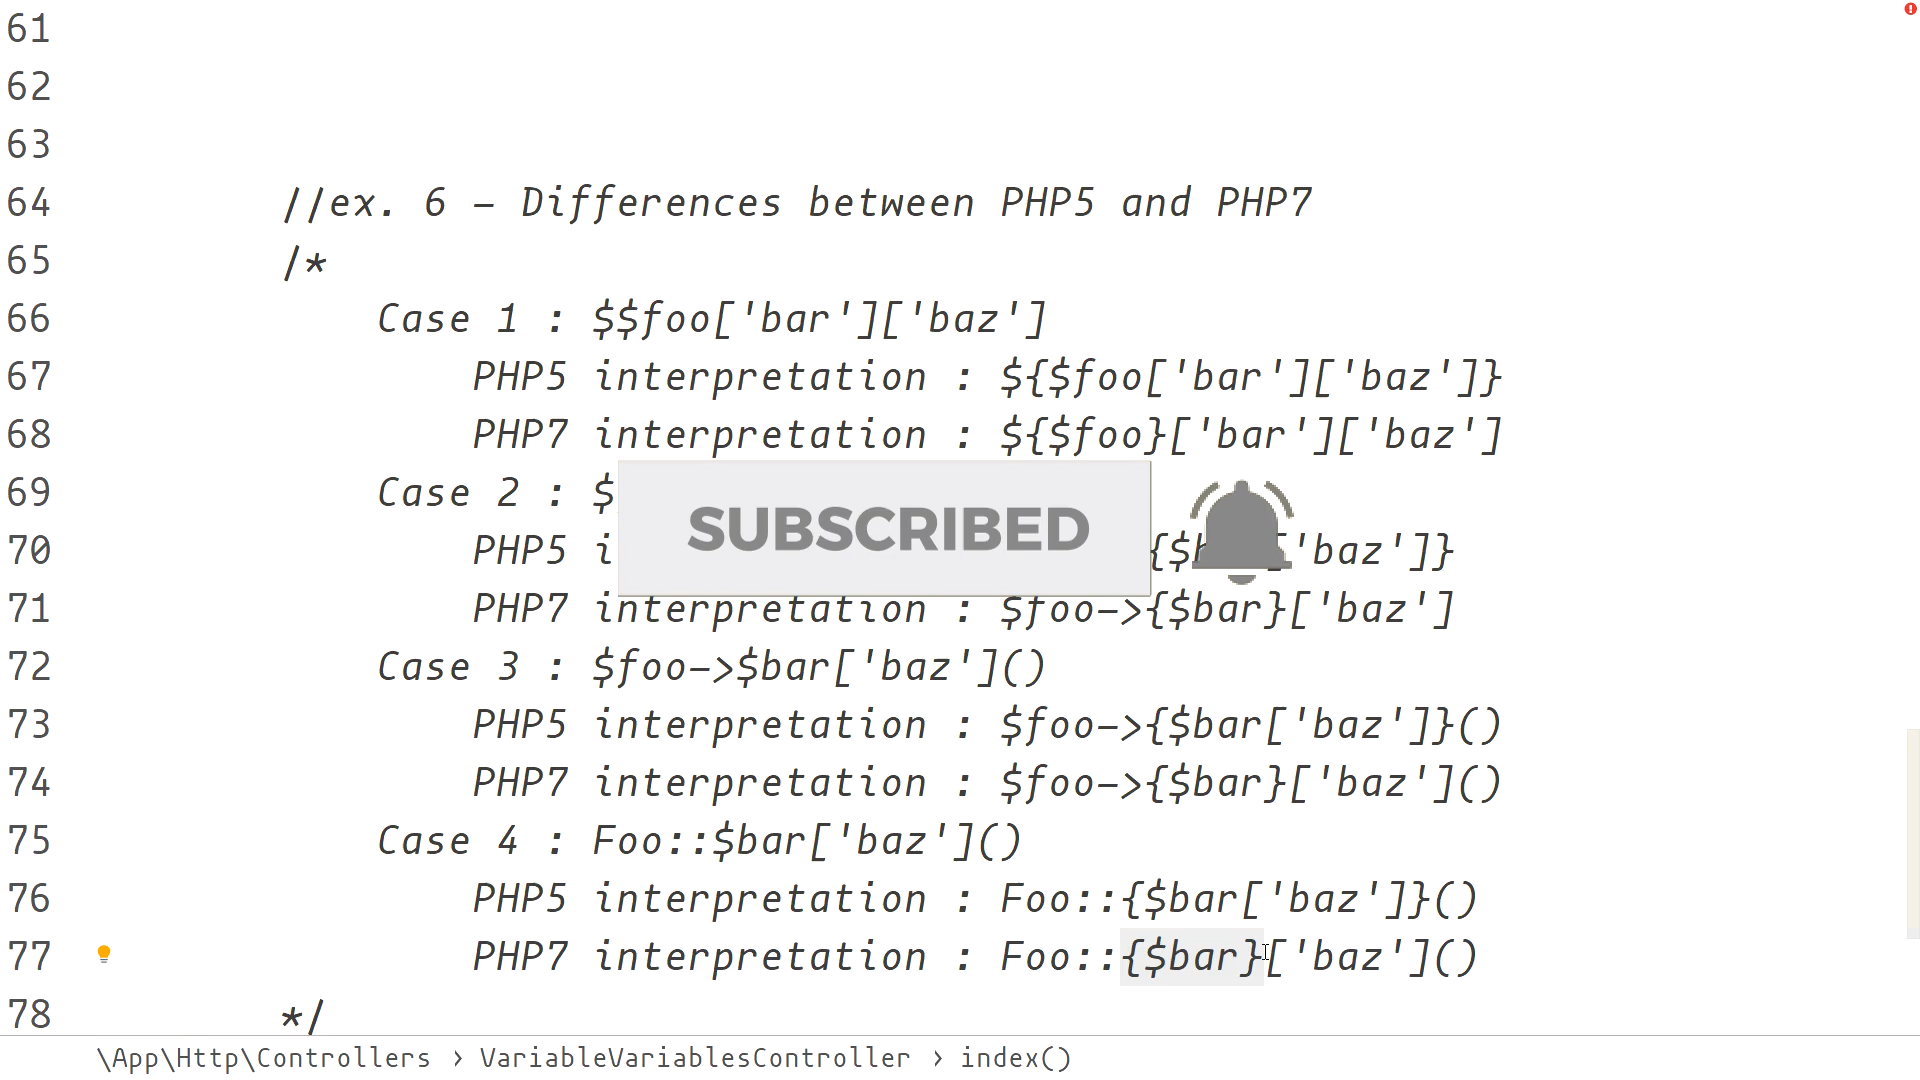 61
62
63
64 //ex. 6 – Differences between PHP5 and PHP7
65 /*
66 Case 1 : $$foo['bar']['baz']
67 PHP5 interpretation : ${$foo['bar']['baz']}
68 PHP7 interpretation : ${$foo}['bar']['baz']
69 Case 2 : $
SUBSCRIBED
70 PHP5 'baz']}
71 PHP7 interpretation : $foo->{$bar}['baz']
72 Case 3 : $foo->$bar['baz']()
73 PHP5 interpretation : $foo->{$bar['baz']}()
74 PHP7 interpretation : $foo->{$bar}['baz']()
75 Case 4 : Foo::$bar['baz']()
76 PHP5 interpretation : Foo::{$bar['baz']}()
77 PHP7 interpretation : Foo::{$bar}['baz']()
78 */
\App\Http\Controllers › VariableVariablesController › index()